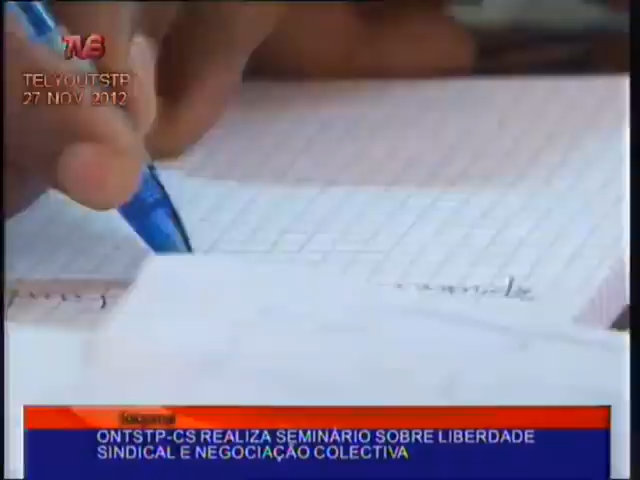 TVS
TELYOUTSTP
27 NOV 2012
ONTSTP-CS REALIZA SEMINÁRIO SOBRE LIBERDADE
SINDICAL E NEGOCIAÇÃO COLECTIVA